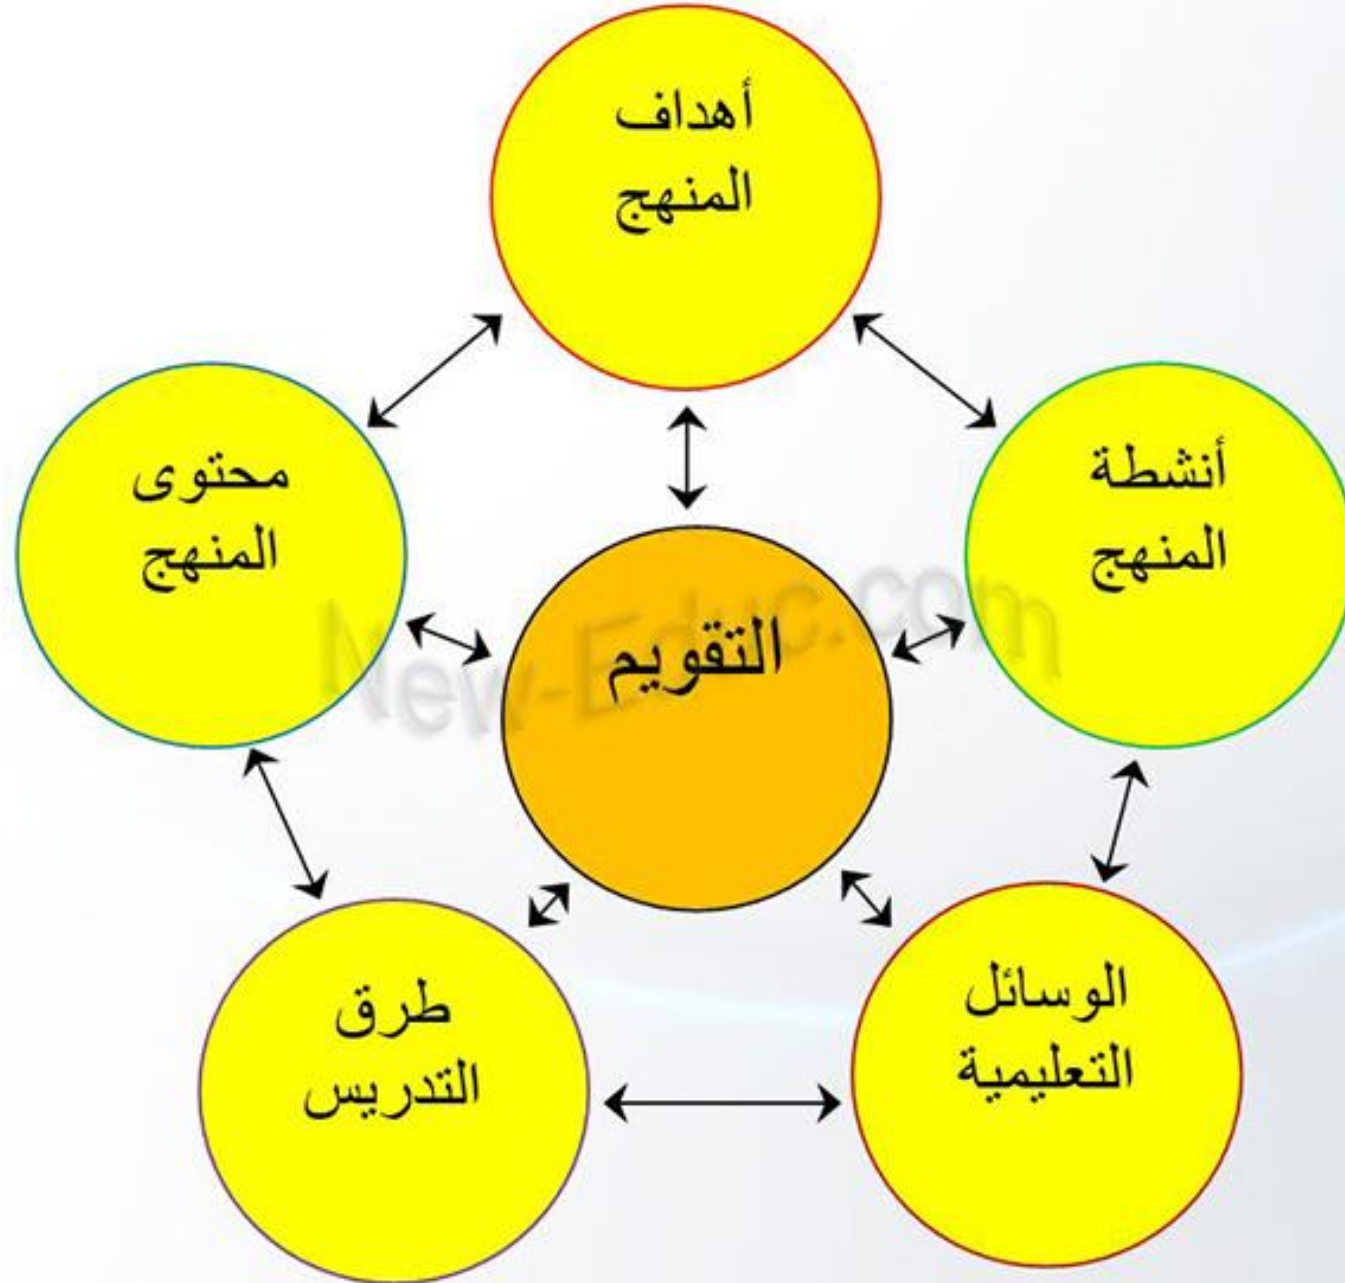 أهداف
المنهج
محتوى
المنهج
أنشطة
المنهج
التقويم
New-Educ.com
طرق
التدريس
الوسائل
التعليمية